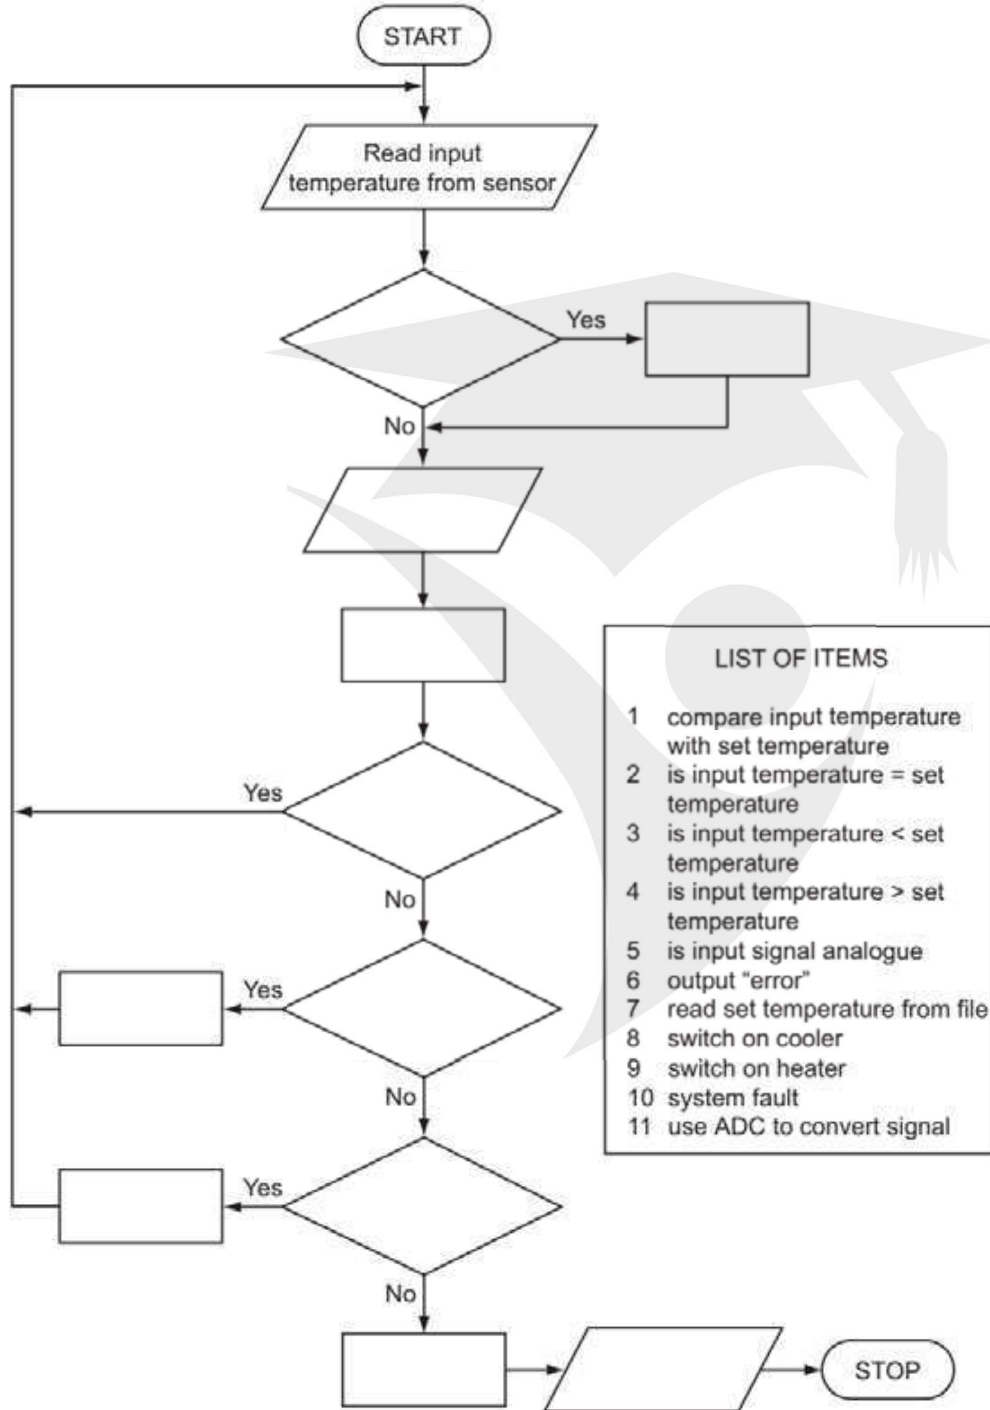 START
Read input
temperature from sensor
Yes
No
Yes
No
Yes
No
Yes
No
STOP
LIST OF ITEMS
1 compare input temperature
with set temperature
2 is input temperature = set
temperature
3 is input temperature < set
temperature
4 is input temperature > set
temperature
5 is input signal analogue
6 output “error”
7 read set temperature from file
8 switch on cooler
9 switch on heater
10 system fault
11 use ADC to convert signal